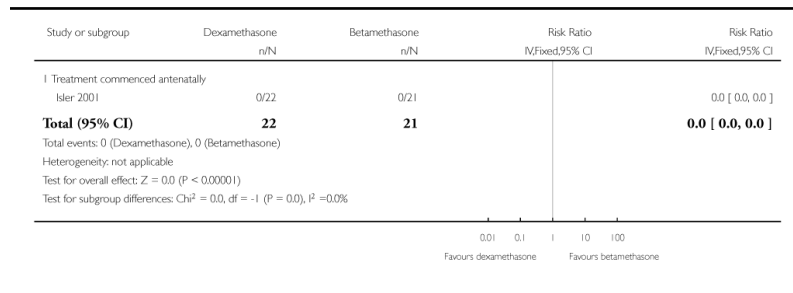 Study or subgroup Dexamethasone Betamethasone Risk Ratio Risk Ratio
n/N n/N IV,Fixed,95% CI IV,Fixed,95% CI
1 Treatment commenced antenatally
Isler 2001 0/22 0/21 0.0 [ 0.0, 0.0 ]
Total (95% CI) 22 21 0.0 [ 0.0, 0.0 ]
Total events: 0 (Dexamethasone), 0 (Betamethasone)
Heterogeneity: not applicable
Test for overall effect: Z = 0.0 (P < 0.00001)
Test for subgroup differences: Chi² = 0.0, df = -1 (P = 0.0), I² =0.0%
0.01 0.1 1 10 100
Favours dexamethasone Favours betamethasone